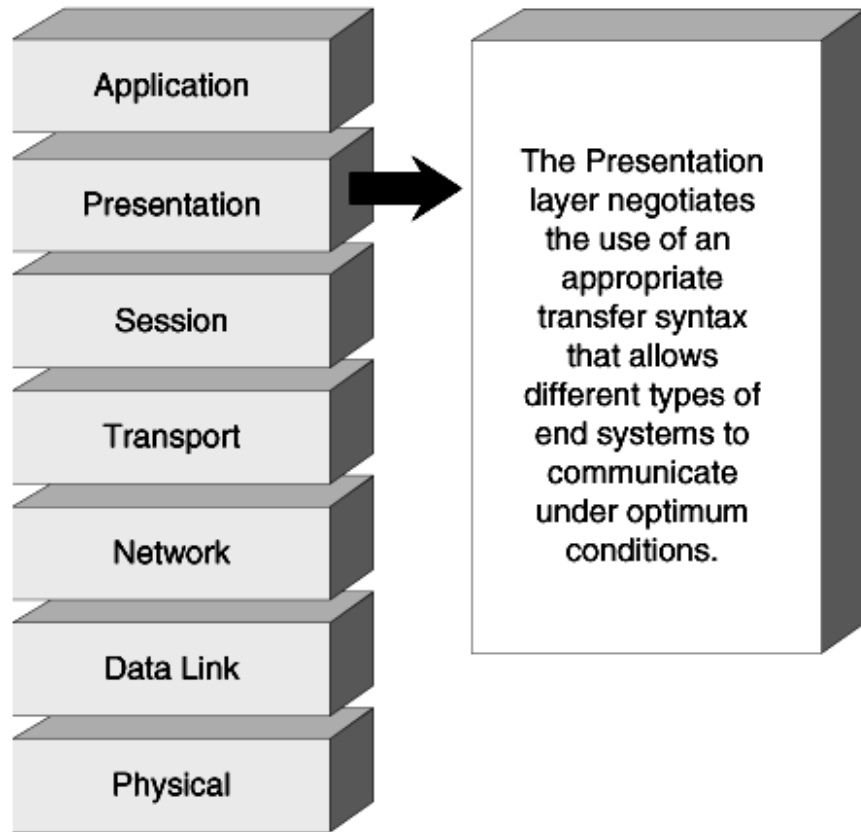 Application
Presentation
Session
Transport
Network
Data Link
Physical
The Presentation
layer negotiates
the use of an
appropriate
transfer syntax
that allows
different types of
end systems to
communicate
under optimum
conditions.